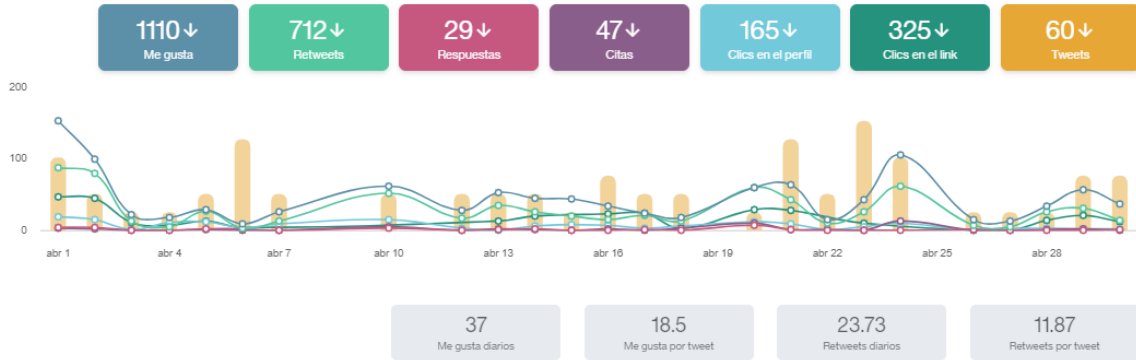 1110↓
Me gusta
712↓
Retweets
29↓
Respuestas
47↓
Citas
165↓
Clics en el perfil
325↓
Clics en el link
60↓
Tweets
200
100
0
abr 1
abr 4
abr 7
abr 10
abr 13
abr 16
abr 19
abr 22
abr 25
abr 28
37
Me gusta diarios
18.5
Me gusta por tweet
23.73
Retweets diarios
11.87
Retweets por tweet